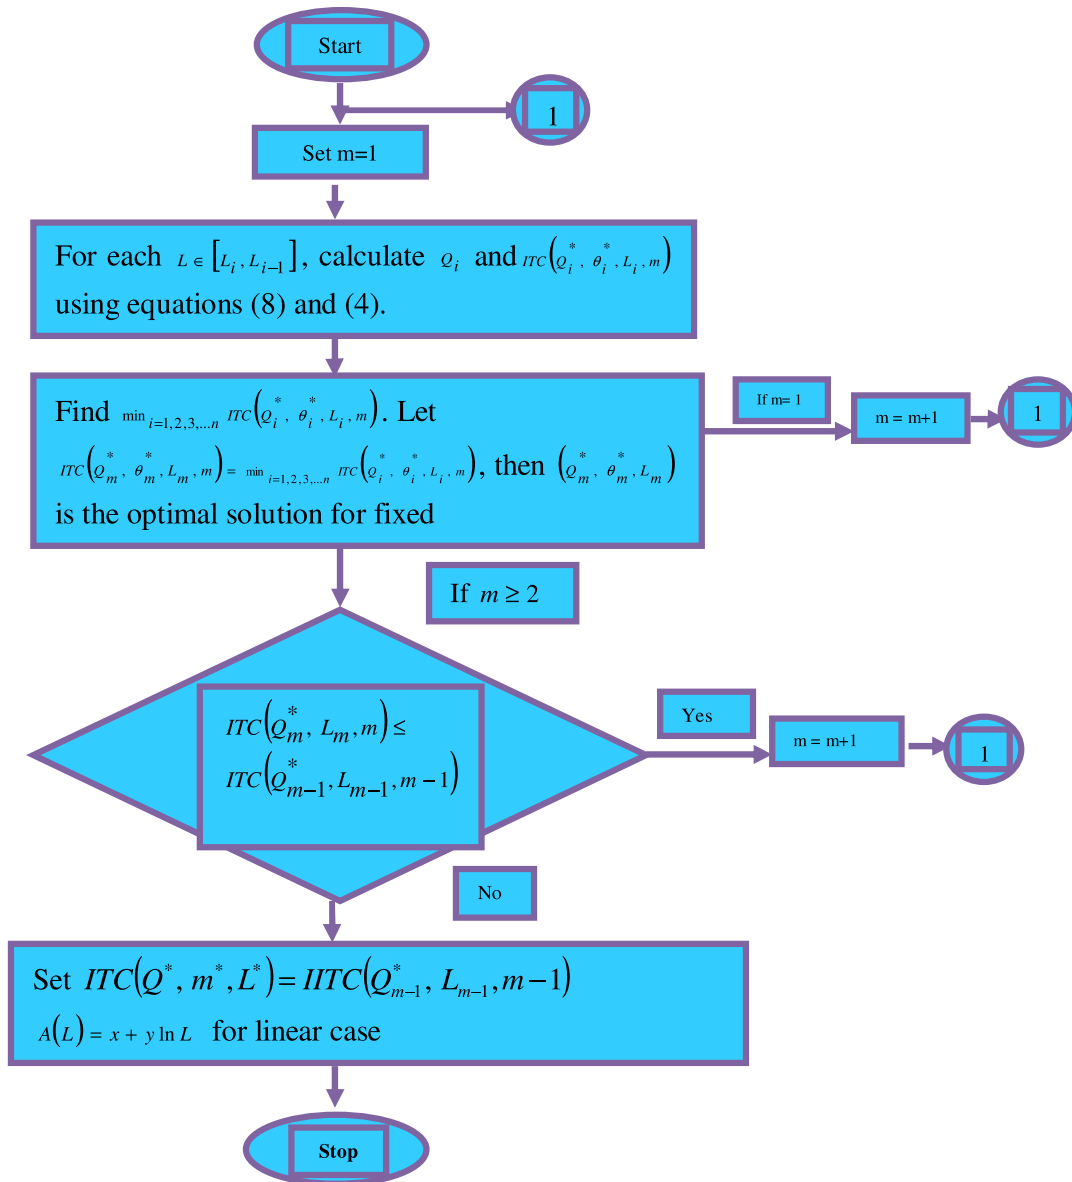 Start
1
Set m=1
For each L ∈ [L_i , L_{i−1}], calculate Q_i and ITC(Q_i^*, θ_i^*, L_i, m)
using equations (8) and (4).
Find min_{i=1,2,3,...n} ITC(Q_i^*, θ_i^*, L_i, m). Let
ITC(Q_m^*, θ_m^*, L_m, m) = min_{i=1,2,3,...n} ITC(Q_i^*, θ_i^*, L_i, m), then (Q_m^*, θ_m^*, L_m)
is the optimal solution for fixed
If m= 1
m = m+1
1
If m ≥ 2
ITC(Q_m^*, L_m, m) ≤
ITC(Q_{m−1}^*, L_{m−1}, m − 1)
Yes
m = m+1
1
No
Set ITC(Q^*, m^*, L^*) = IITC(Q_{m−1}^*, L_{m−1}, m−1)
A(L) = x + y ln L for linear case
Stop